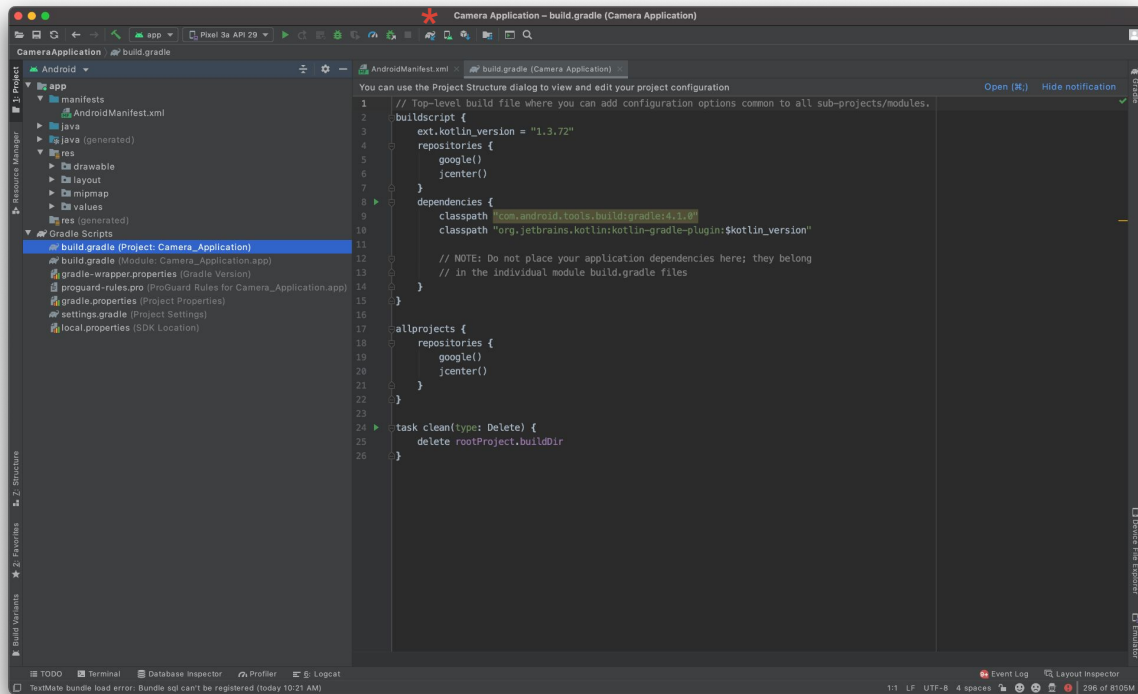 Camera Application – build.gradle (Camera Application)
app
Pixel 3a API 29
CameraApplication
build.gradle
1: Project
Resource Manager
Z: Structure
2: Favorites
Build Variants
Android
app
manifests
AndroidManifest.xml
java
java (generated)
res
drawable
layout
mipmap
values
res (generated)
Gradle Scripts
build.gradle (Project: Camera_Application)
build.gradle (Module: Camera_Application.app)
gradle-wrapper.properties (Gradle Version)
proguard-rules.pro (ProGuard Rules for Camera_Application.app)
gradle.properties (Project Properties)
settings.gradle (Project Settings)
local.properties (SDK Location)
AndroidManifest.xml
build.gradle (Camera Application)
You can use the Project Structure dialog to view and edit your project configuration
Open (⌘;)
Hide notification
1 // Top-level build file where you can add configuration options common to all sub-projects/modules.
2 buildscript {
3 ext.kotlin_version = "1.3.72"
4 repositories {
5 google()
6 jcenter()
7 }
8 dependencies {
9 classpath "com.android.tools.build:gradle:4.1.0"
10 classpath "org.jetbrains.kotlin:kotlin-gradle-plugin:$kotlin_version"
11
12 // NOTE: Do not place your application dependencies here; they belong
13 // in the individual module build.gradle files
14 }
15 }
16
17 allprojects {
18 repositories {
19 google()
20 jcenter()
21 }
22 }
23
24 task clean(type: Delete) {
25 delete rootProject.buildDir
26 }
Gradle
Device File Explorer
Emulator
TODO
Terminal
Database Inspector
Profiler
6: Logcat
9+ Event Log
Layout Inspector
TextMate bundle load error: Bundle sql can't be registered (today 10:21 AM)
1:1 LF UTF-8 4 spaces
296 of 8105M